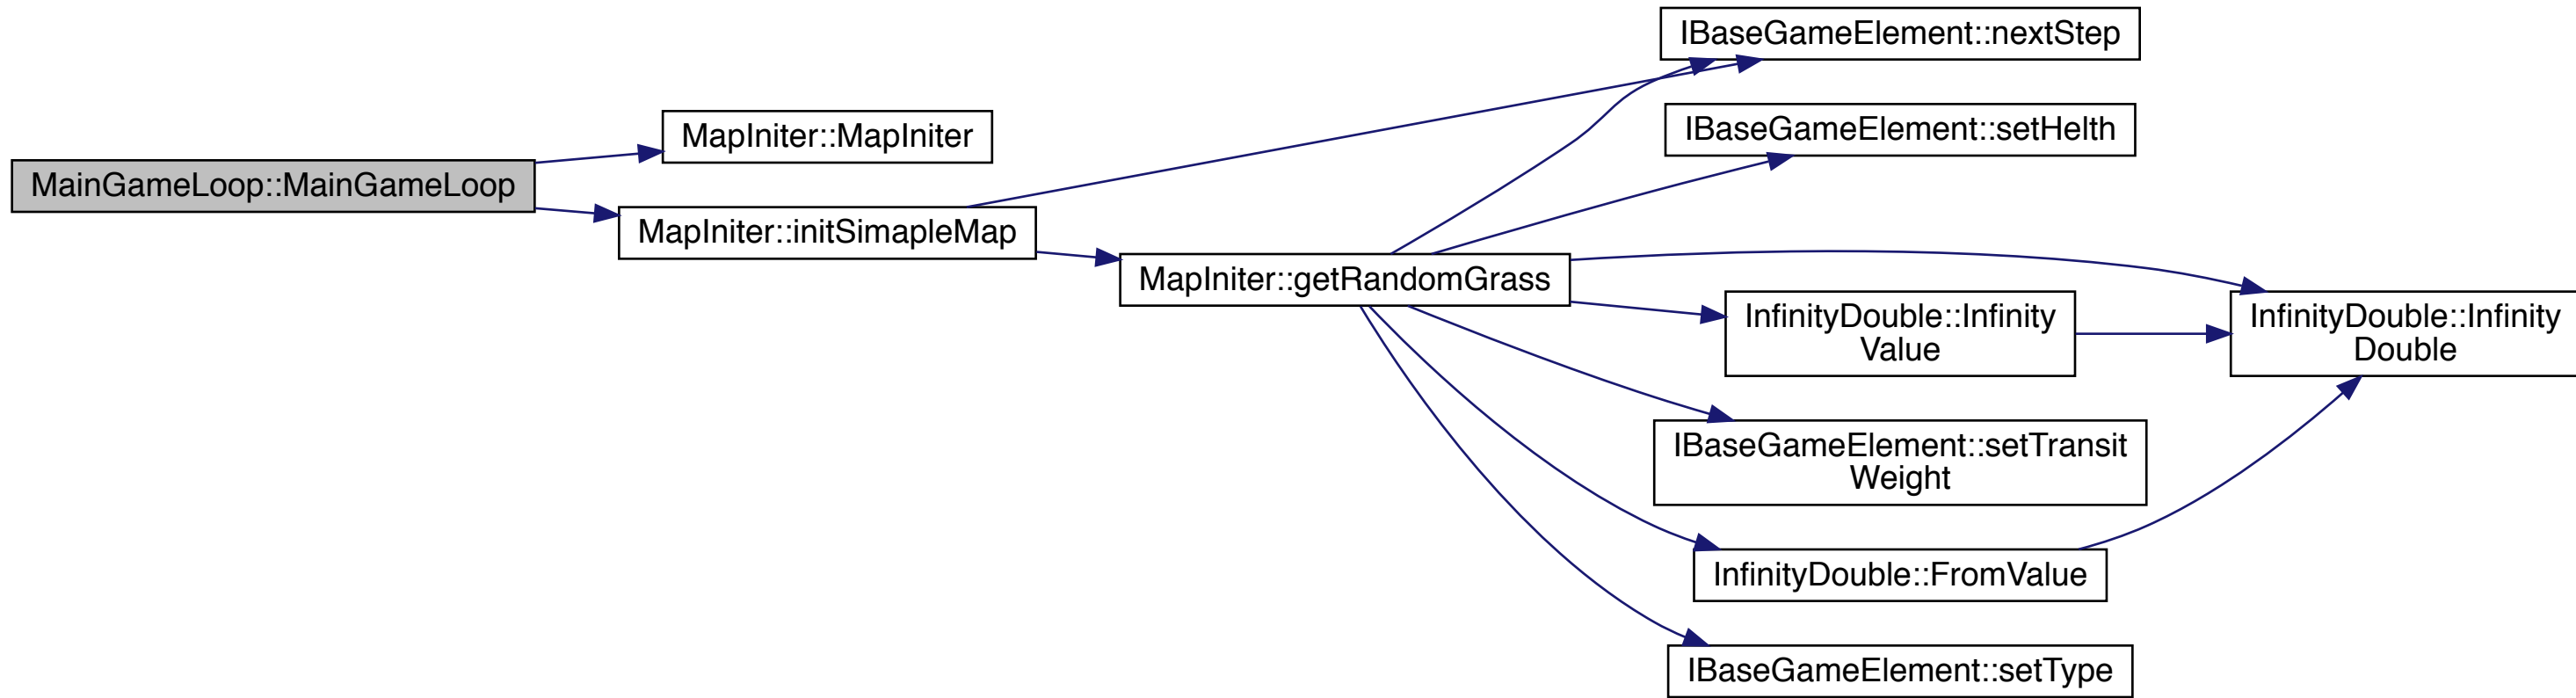 MainGameLoop::MainGameLoop
MapIniter::MapIniter
MapIniter::initSimapleMap
MapIniter::getRandomGrass
IBaseGameElement::nextStep
IBaseGameElement::setHelth
InfinityDouble::Infinity
Value
IBaseGameElement::setTransit
Weight
InfinityDouble::FromValue
IBaseGameElement::setType
InfinityDouble::Infinity
Double